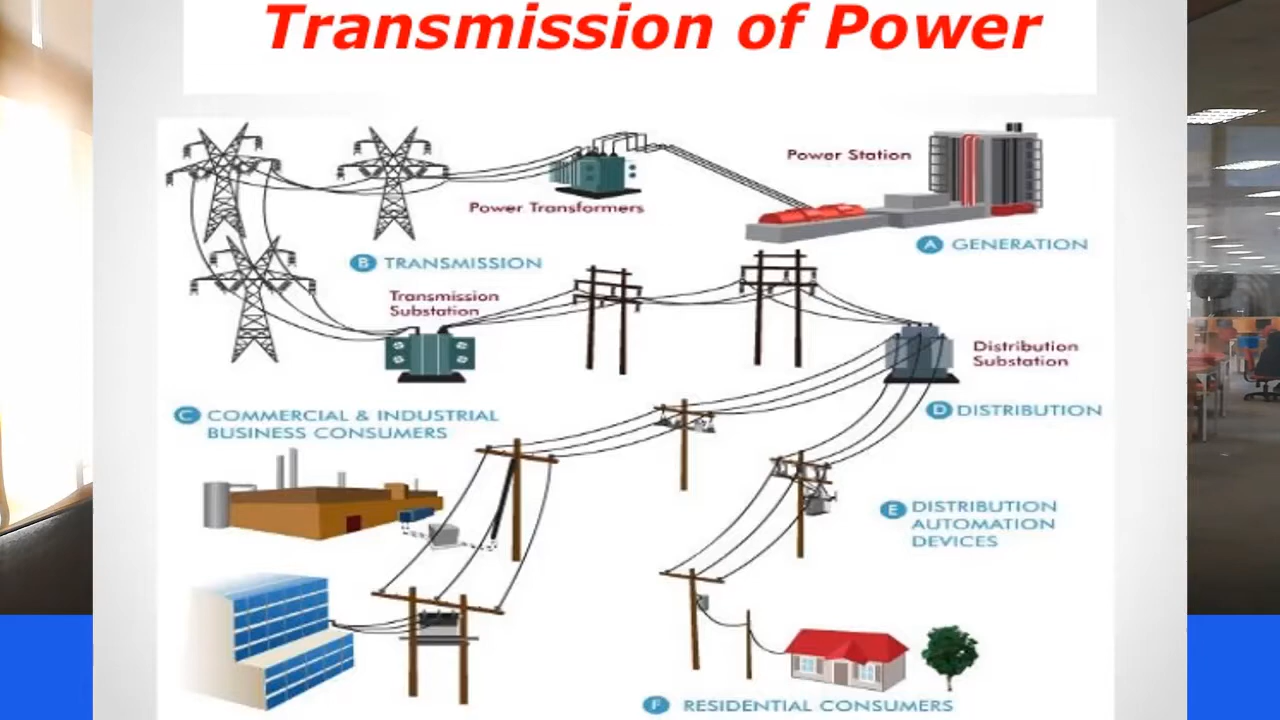 Transmission of Power
Power Station
Power Transformers
A GENERATION
B TRANSMISSION
Transmission
Substation
Distribution
Substation
C COMMERCIAL & INDUSTRIAL
BUSINESS CONSUMERS
D DISTRIBUTION
E DISTRIBUTION
AUTOMATION
DEVICES
F RESIDENTIAL CONSUMERS